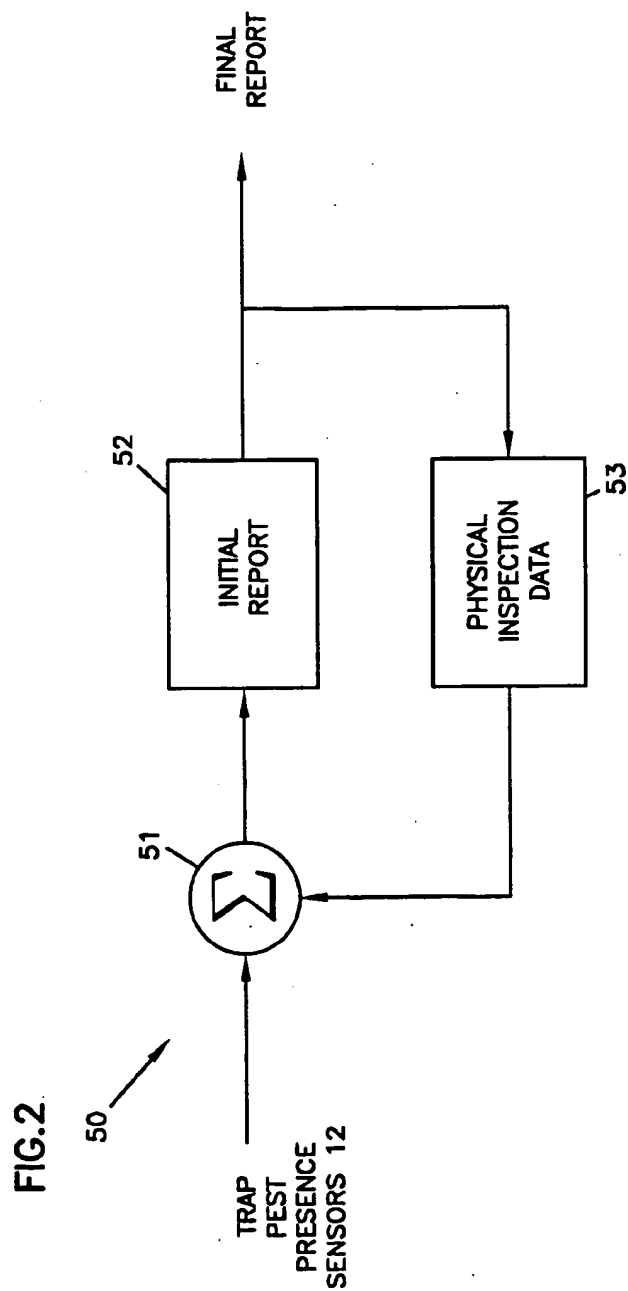 FIG.2
50
TRAP
PEST
PRESENCE
SENSORS 12
51
Σ
52
INITIAL
REPORT
FINAL
REPORT
PHYSICAL
INSPECTION
DATA
53